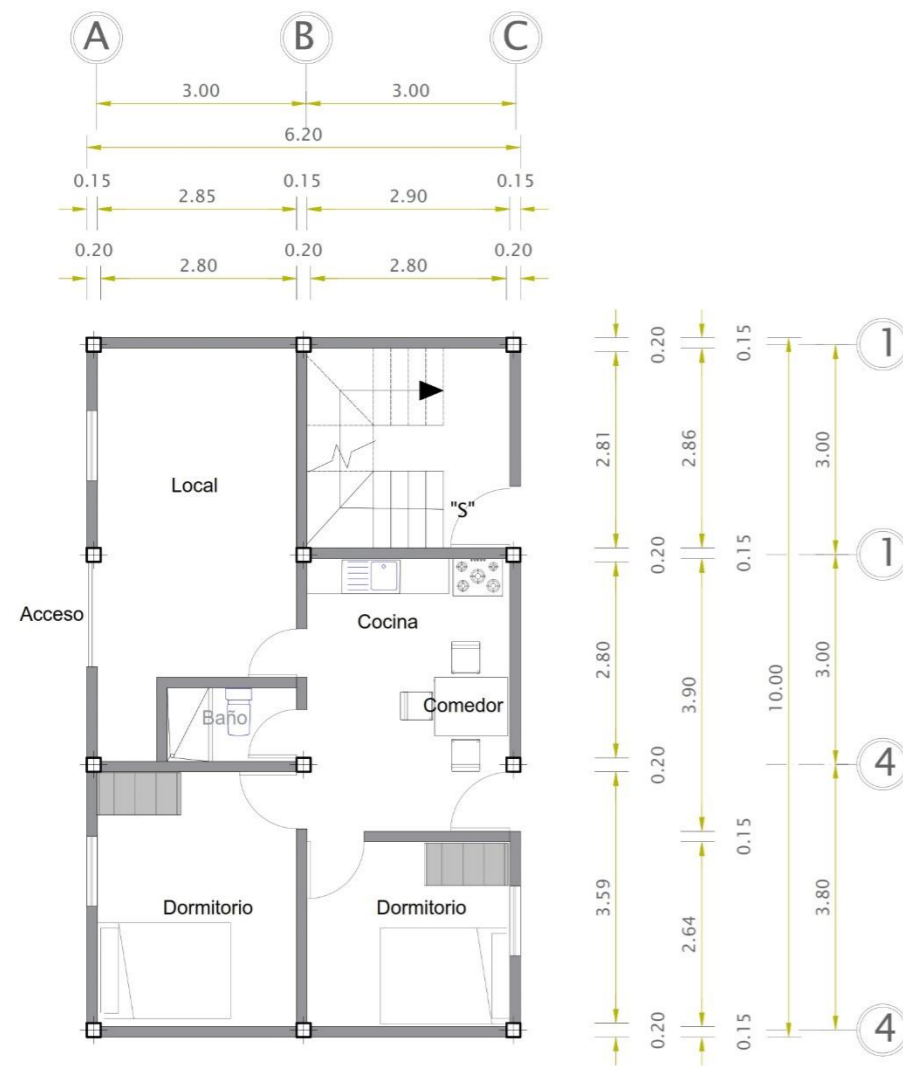 A B C
3.00 3.00
6.20
0.15 0.15 0.15
2.85 2.90
0.20 0.20 0.20
2.80 2.80
1
0.20 0.15
2.81 2.86 3.00
Local
"S"
1
0.20 0.15
Acceso
Cocina
2.80 3.90 10.00 3.00
Baño
Comedor
4
0.20
0.15
3.59 2.64 3.80
Dormitorio Dormitorio
4
0.20 0.15